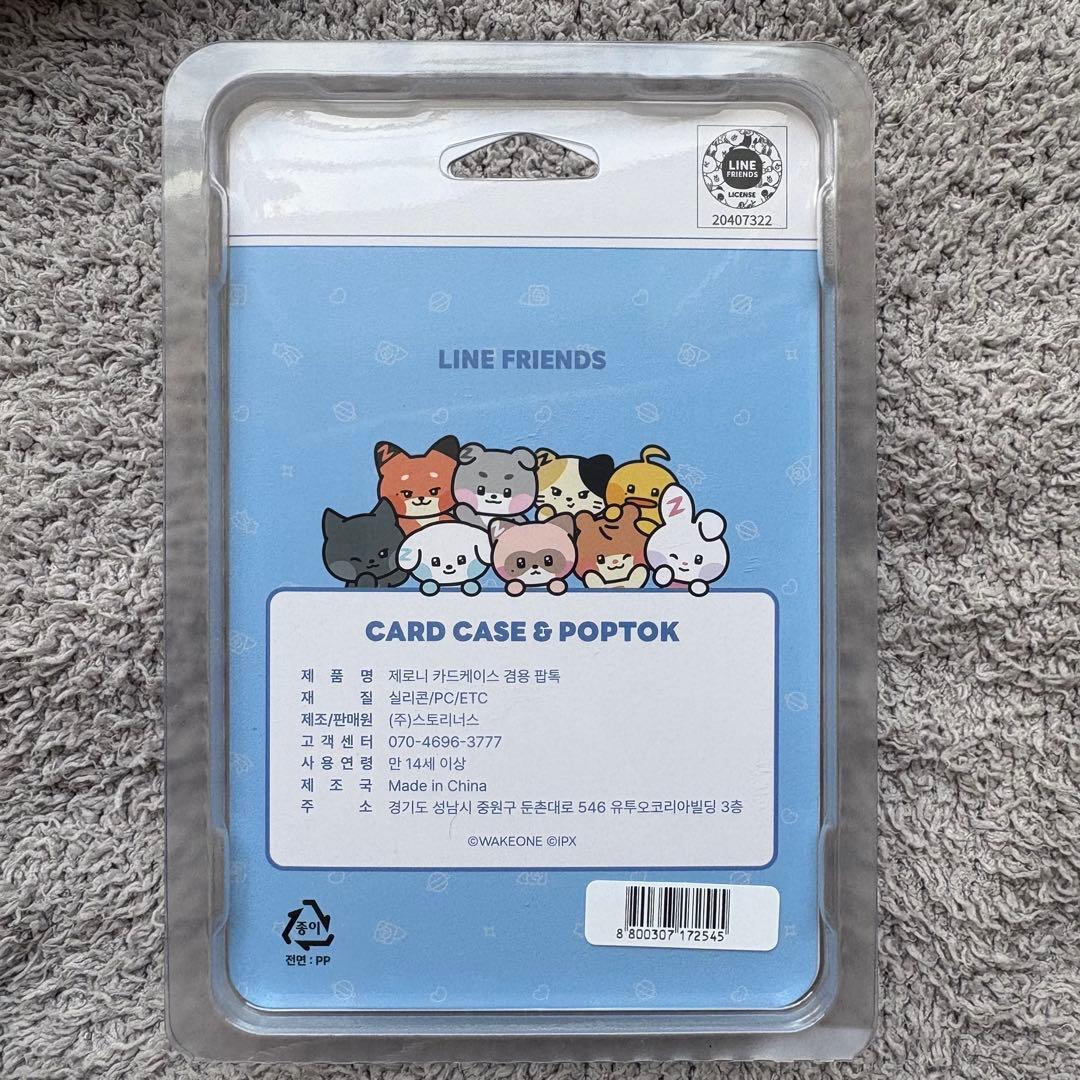 LINE
FRIENDS
LICENSE
20407322
LINE FRIENDS
Z
Z
Z
Z
CARD CASE & POPTOK
제 품 명 제로니 카드케이스 겸용 팝톡
재 질 실리콘/PC/ETC
제조/판매원 (주)스토리너스
고 객 센 터 070-4696-3777
사 용 연 령 만 14세 이상
제 조 국 Made in China
주 소 경기도 성남시 중원구 둔촌대로 546 유투오코리아빌딩 3층
©WAKEONE ©IPX
종이
전면 : PP
8 800307 172545